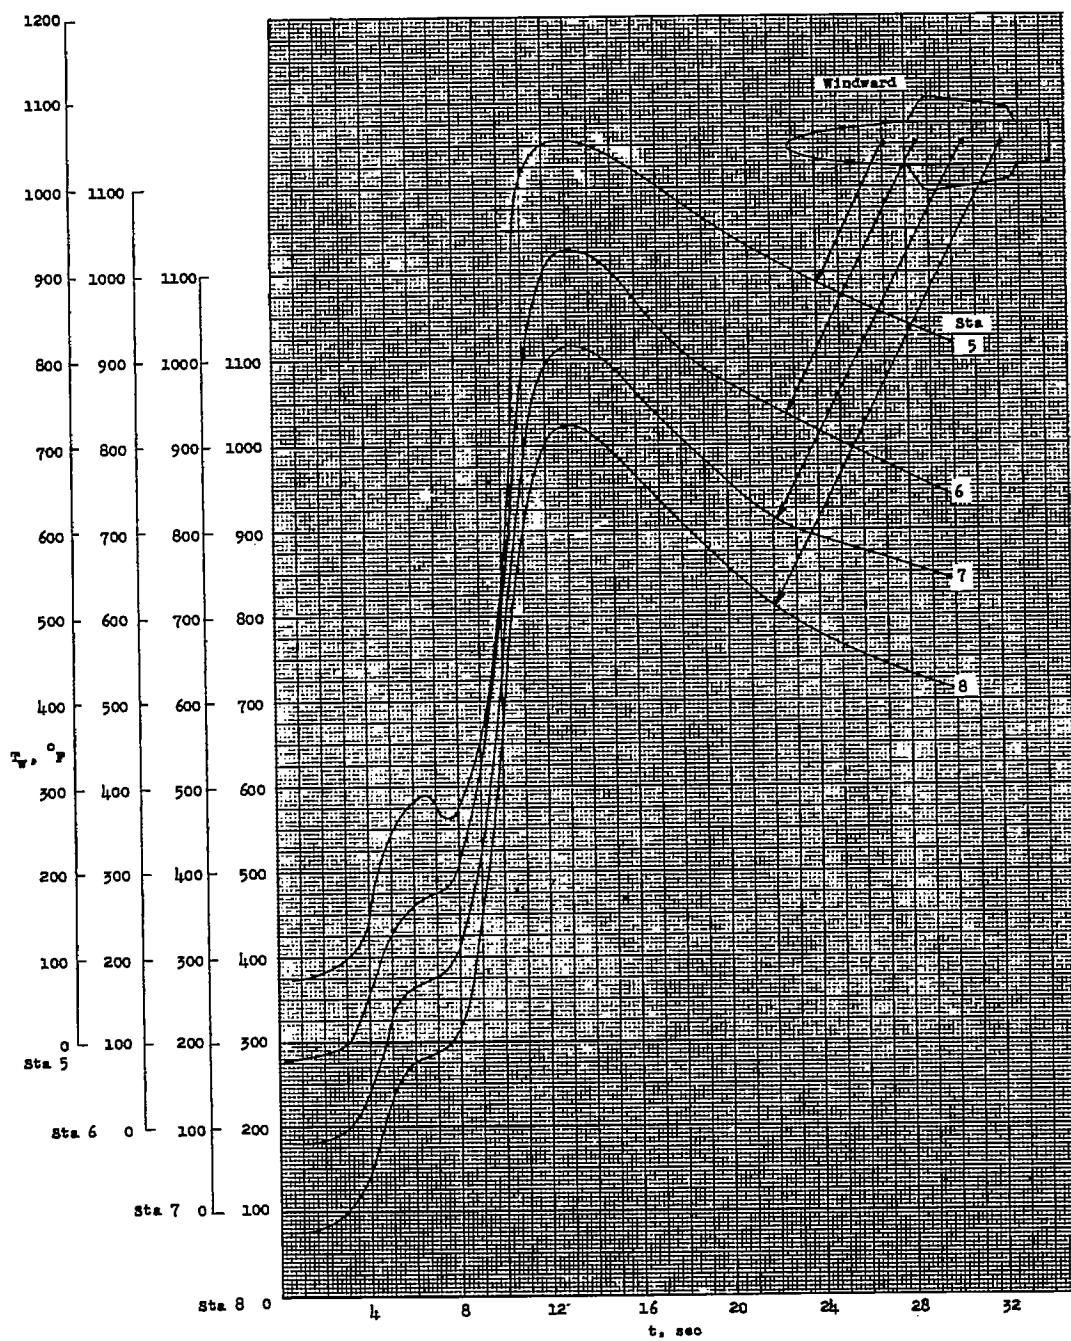 1200
1100
Windward
1000 1100
900 1000 1100
Sta
5
800 900 1000 1100
700 800 900 1000
6
600 700 800 900
7
500 600 700 800
8
400 500 600 700
Tw, °F
300 400 500 600
200 300 400 500
100 200 300 400
0 100 200 300
Sta 5
Sta 6 0 100 200
Sta 7 0 100
Sta 8 0 4 8 12 16 20 24 28 32
t, sec